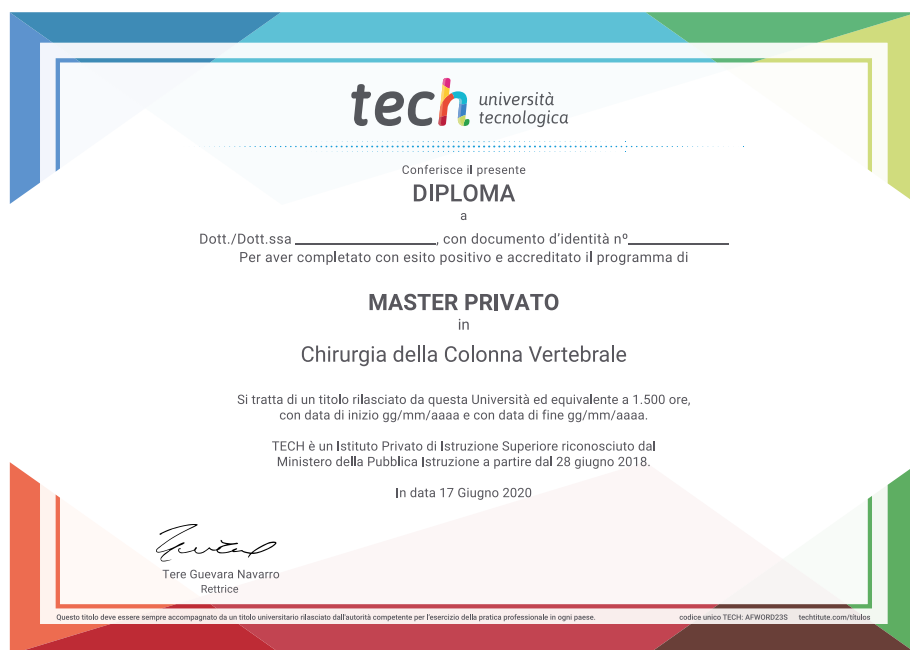 tech università
tecnologica
Conferisce il presente
DIPLOMA
a
Dott./Dott.ssa ____________________, con documento d'identità nº______________
Per aver completato con esito positivo e accreditato il programma di
MASTER PRIVATO
in
Chirurgia della Colonna Vertebrale
Si tratta di un titolo rilasciato da questa Università ed equivalente a 1.500 ore,
con data di inizio gg/mm/aaaa e con data di fine gg/mm/aaaa.
TECH è un Istituto Privato di Istruzione Superiore riconosciuto dal
Ministero della Pubblica Istruzione a partire dal 28 giugno 2018.
In data 17 Giugno 2020
Tere Guevara Navarro
Rettrice
Questo titolo deve essere sempre accompagnato da un titolo universitario rilasciato dall'autorità competente per l'esercizio della pratica professionale in ogni paese. codice unico TECH: AFWORD23S techtitute.com/titulos